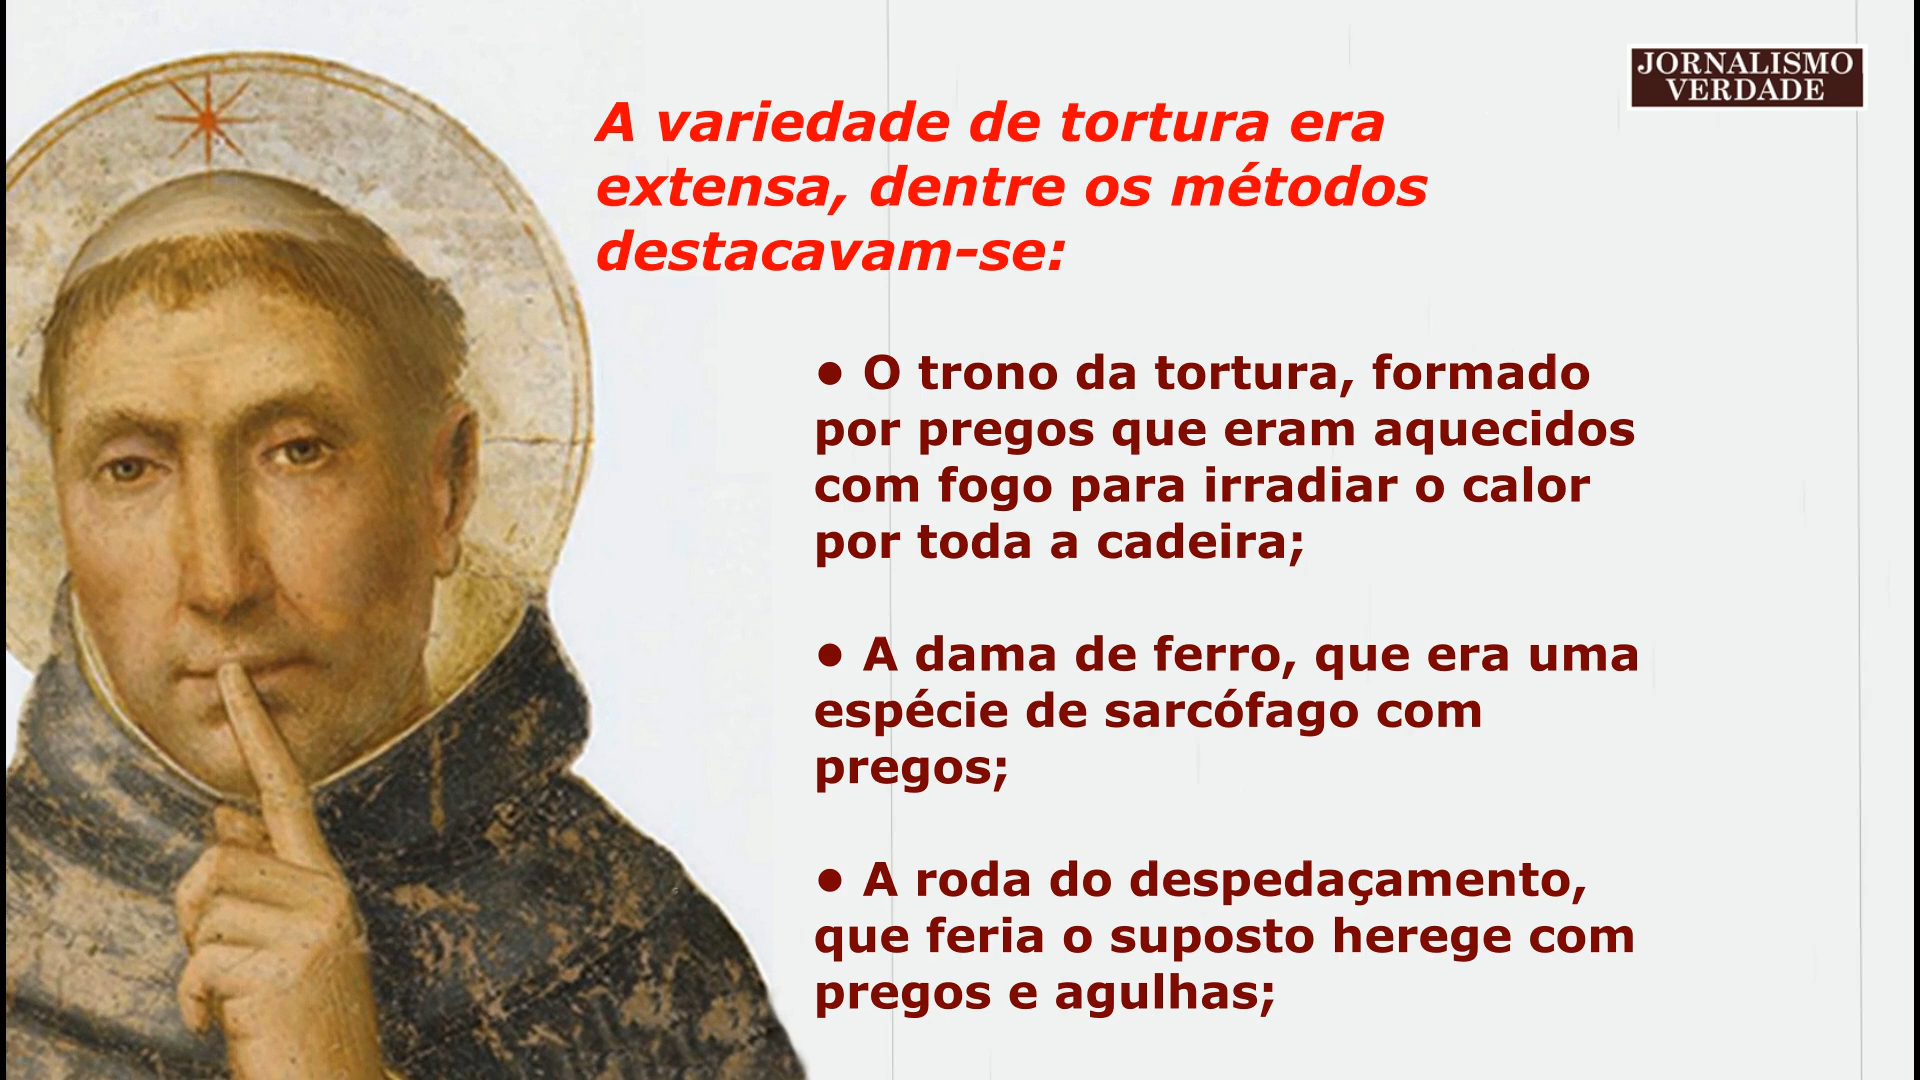 JORNALISMO
VERDADE
A variedade de tortura era
extensa, dentre os métodos
destacavam-se:
• O trono da tortura, formado
por pregos que eram aquecidos
com fogo para irradiar o calor
por toda a cadeira;
• A dama de ferro, que era uma
espécie de sarcófago com
pregos;
• A roda do despedaçamento,
que feria o suposto herege com
pregos e agulhas;